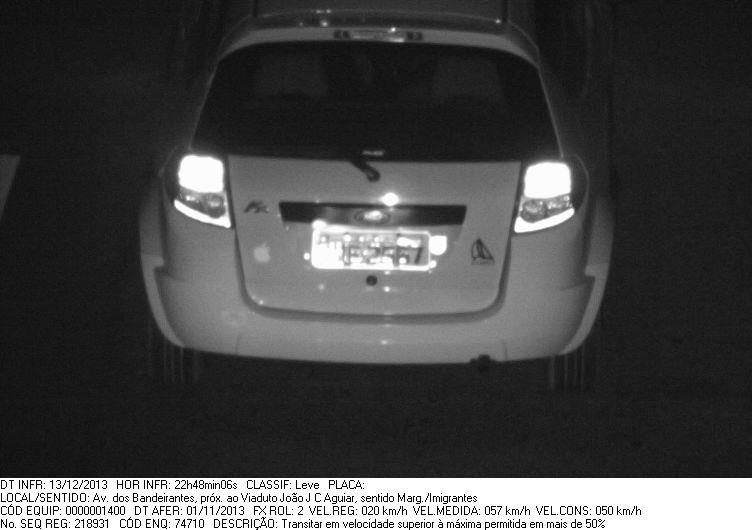 Ka
DT INFR: 13/12/2013 HOR INFR: 22h48min06s CLASSIF: Leve PLACA:
LOCAL/SENTIDO: Av. dos Bandeirantes, próx. ao Viaduto João J C Aguiar, sentido Marg./Imigrantes
CÓD EQUIP: 0000001400 DT AFER: 01/11/2013 FX ROL: 2 VEL.REG: 020 km/h VEL.MEDIDA: 057 km/h VEL.CONS: 050 km/h
No. SEQ REG: 218931 CÓD ENQ: 74710 DESCRIÇÃO: Transitar em velocidade superior à máxima permitida em mais de 50%